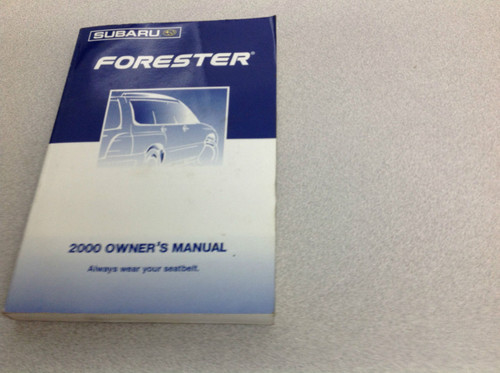 SUBARU
FORESTER®
2000 OWNER'S MANUAL
Always wear your seatbelt.